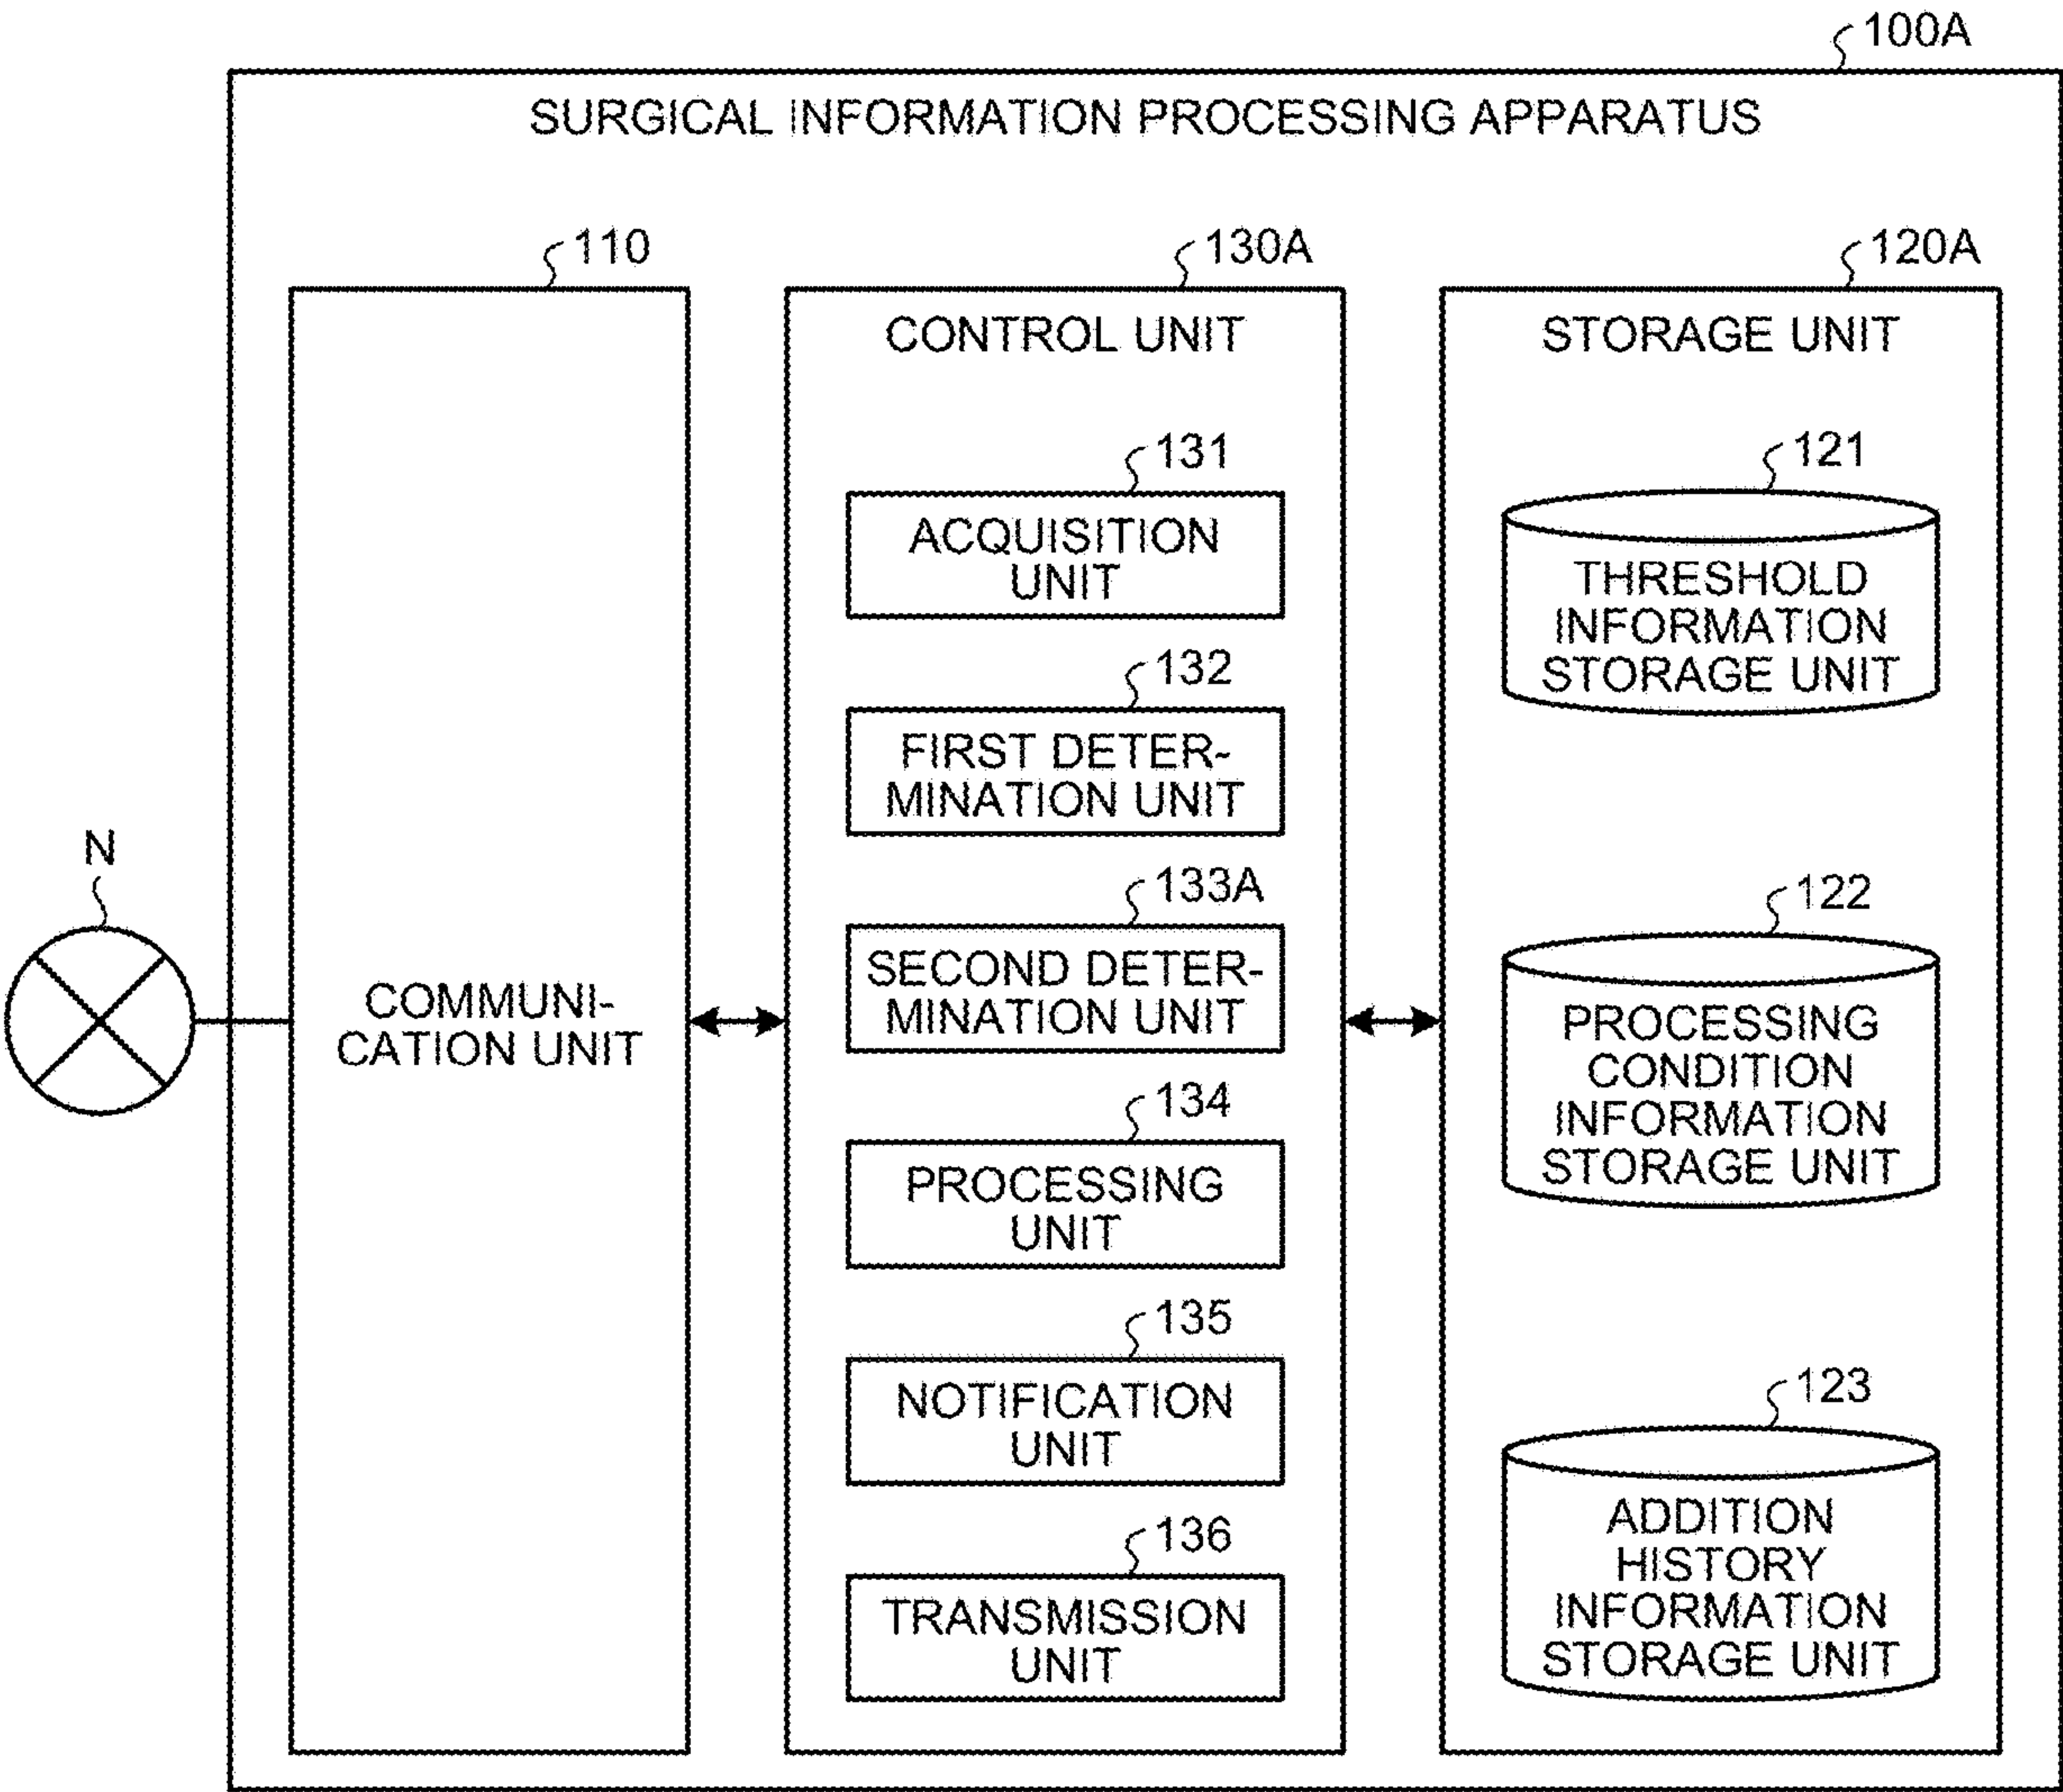 100A
SURGICAL INFORMATION PROCESSING APPARATUS
110
130A
120A
CONTROL UNIT
STORAGE UNIT
131
ACQUISITION
UNIT
121
THRESHOLD
INFORMATION
STORAGE UNIT
132
FIRST DETER-
MINATION UNIT
N
COMMUNI-
CATION UNIT
133A
SECOND DETER-
MINATION UNIT
122
PROCESSING
CONDITION
INFORMATION
STORAGE UNIT
134
PROCESSING
UNIT
135
NOTIFICATION
UNIT
123
ADDITION
HISTORY
INFORMATION
STORAGE UNIT
136
TRANSMISSION
UNIT